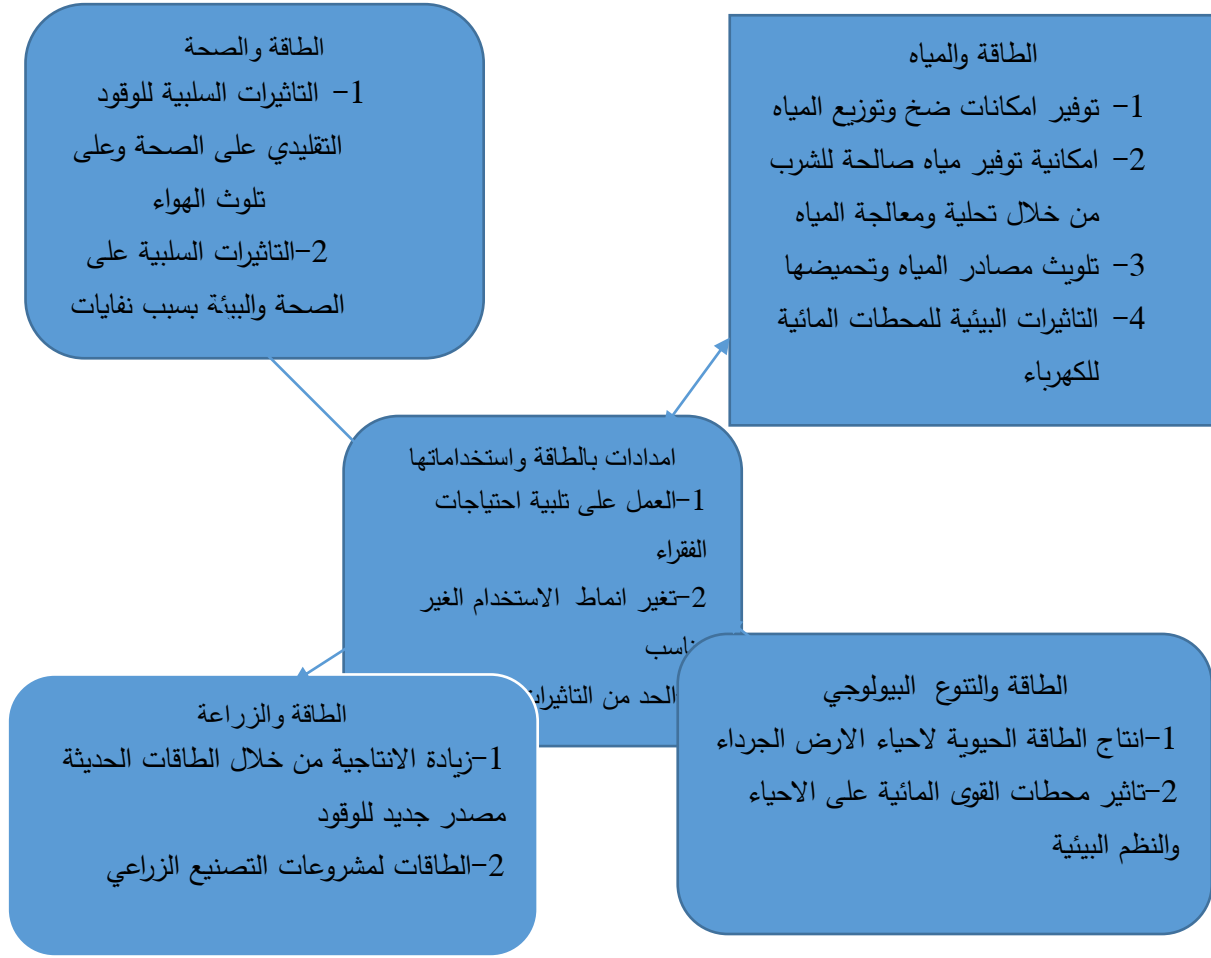 الطاقة والصحة
1- التاثيرات السلبية للوقود
التقليدي على الصحة وعلى
تلوث الهواء
2-التاثيرات السلبية على
الصحة والبيئة بسبب نفايات
الطاقة والمياه
1- توفير امكانات ضخ وتوزيع المياه
2- امكانية توفير مياه صالحة للشرب
من خلال تحلية ومعالجة المياه
3- تلويث مصادر المياه وتحميضها
4- التاثيرات البيئية للمحطات المائية
للكهرباء
امدادات بالطاقة واستخداماتها
1-العمل على تلبية احتياجات
الفقراء
2-تغير انماط الاستخدام الغير
الحد من
الطاقة والتنوع البيولوجي
1-انتاج الطاقة الحيوية لاحياء الارض الجرداء
2-تاثير محطات القوى المائية على الاحياء
والنظم البيئية
الطاقة والزراعة
1-زيادة الانتاجية من خلال الطاقات الحديثة
مصدر جديد للوقود
2-الطاقات لمشروعات التصنيع الزراعي